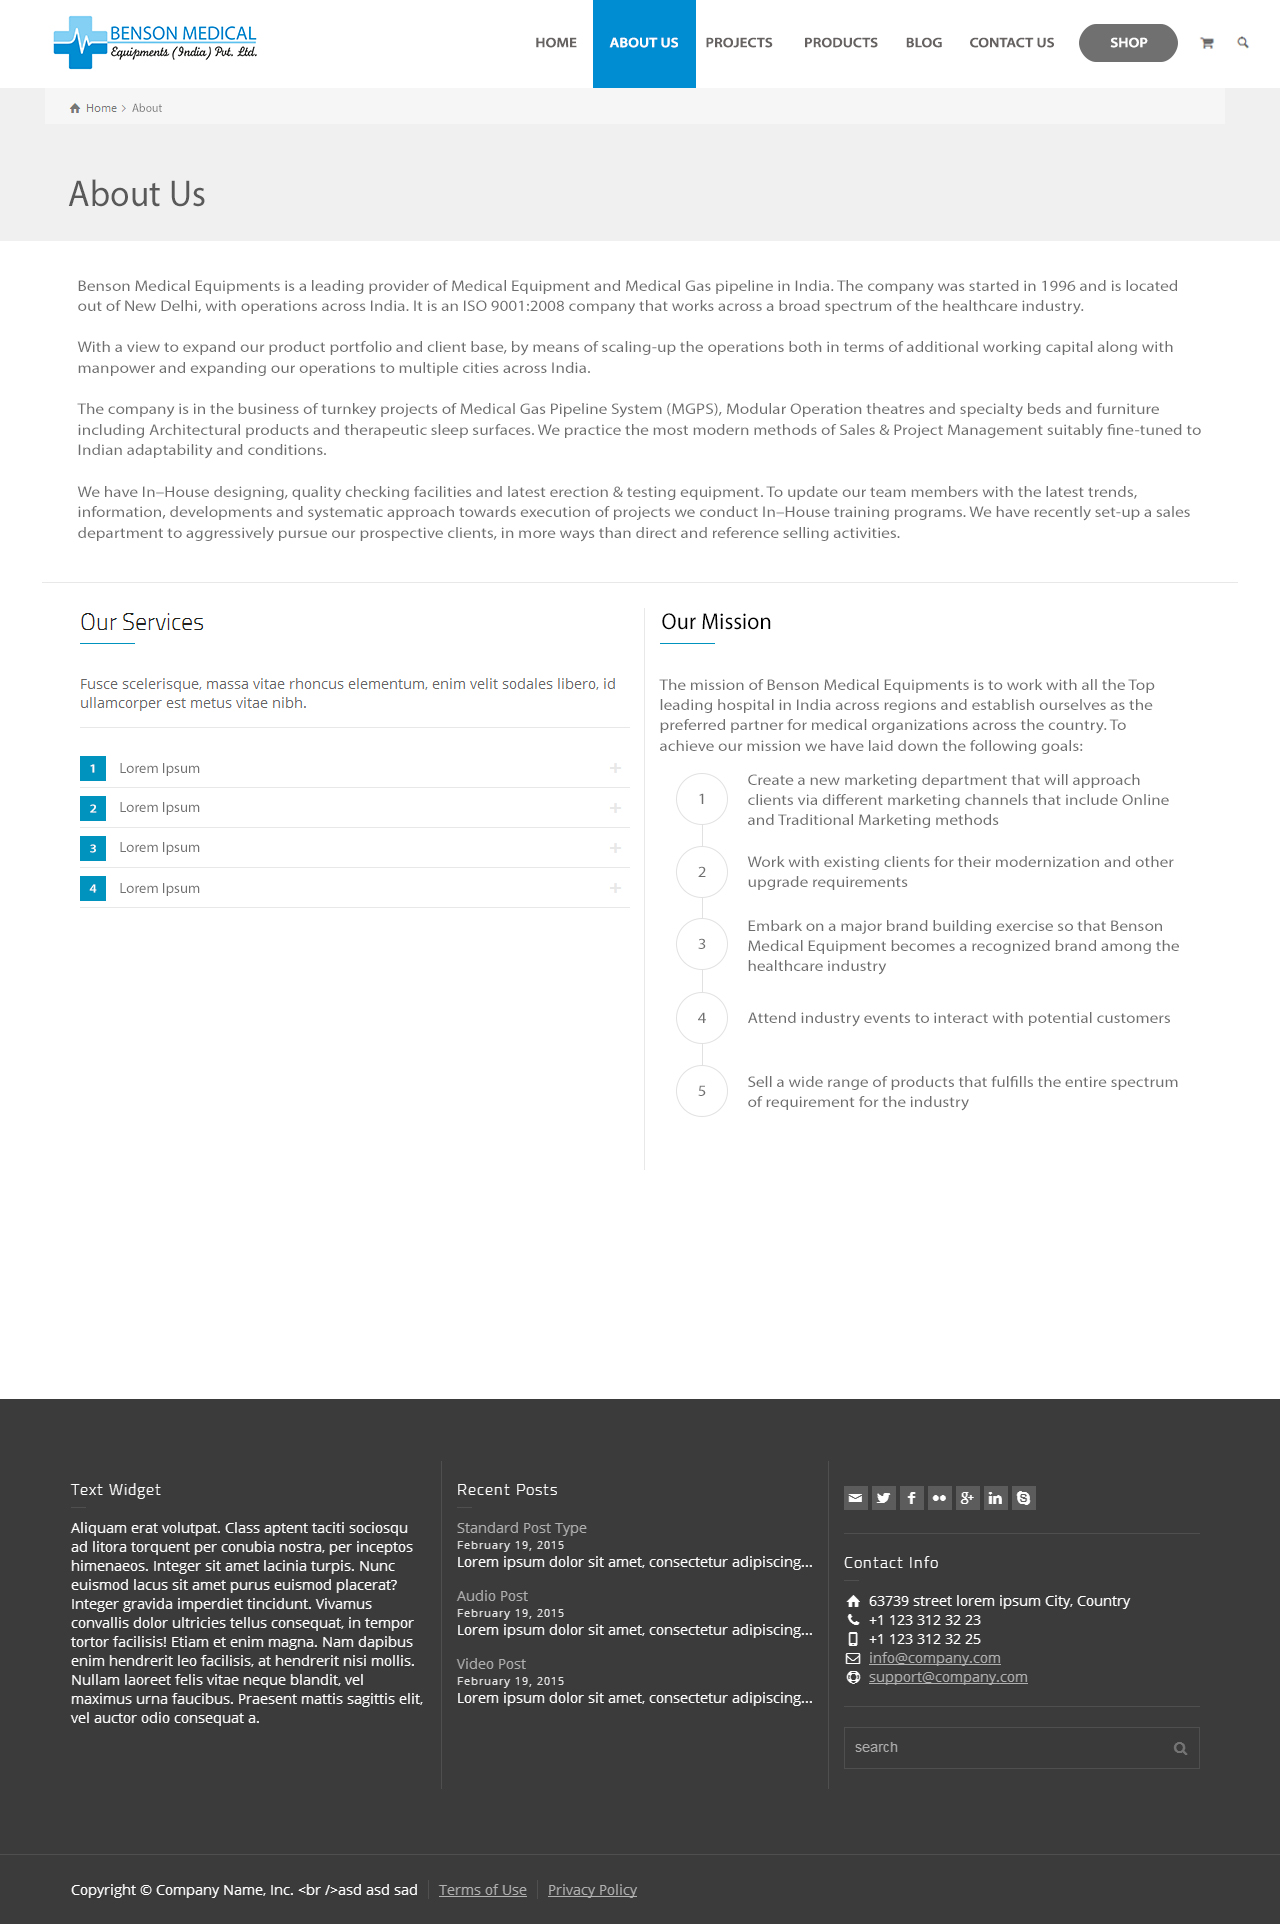 BENSON MEDICAL
Equipments (India) Pvt. Ltd.
HOME ABOUT US PROJECTS PRODUCTS BLOG CONTACT US SHOP
Home > About
About Us
Benson Medical Equipments is a leading provider of Medical Equipment and Medical Gas pipeline in India. The company was started in 1996 and is located
out of New Delhi, with operations across India. It is an ISO 9001:2008 company that works across a broad spectrum of the healthcare industry.
With a view to expand our product portfolio and client base, by means of scaling-up the operations both in terms of additional working capital along with
manpower and expanding our operations to multiple cities across India.
The company is in the business of turnkey projects of Medical Gas Pipeline System (MGPS), Modular Operation theatres and specialty beds and furniture
including Architectural products and therapeutic sleep surfaces. We practice the most modern methods of Sales & Project Management suitably fine-tuned to
Indian adaptability and conditions.
We have In–House designing, quality checking facilities and latest erection & testing equipment. To update our team members with the latest trends,
information, developments and systematic approach towards execution of projects we conduct In–House training programs. We have recently set-up a sales
department to aggressively pursue our prospective clients, in more ways than direct and reference selling activities.
Our Services
Fusce scelerisque, massa vitae rhoncus elementum, enim velit sodales libero, id
ullamcorper est metus vitae nibh.
1 Lorem Ipsum +
2 Lorem Ipsum +
3 Lorem Ipsum +
4 Lorem Ipsum +
Our Mission
The mission of Benson Medical Equipments is to work with all the Top
leading hospital in India across regions and establish ourselves as the
preferred partner for medical organizations across the country. To
achieve our mission we have laid down the following goals:
1 Create a new marketing department that will approach
clients via different marketing channels that include Online
and Traditional Marketing methods
2 Work with existing clients for their modernization and other
upgrade requirements
3 Embark on a major brand building exercise so that Benson
Medical Equipment becomes a recognized brand among the
healthcare industry
4 Attend industry events to interact with potential customers
5 Sell a wide range of products that fulfills the entire spectrum
of requirement for the industry
Text Widget
Aliquam erat volutpat. Class aptent taciti sociosqu
ad litora torquent per conubia nostra, per inceptos
himenaeos. Integer sit amet lacinia turpis. Nunc
euismod lacus sit amet purus euismod placerat?
Integer gravida imperdiet tincidunt. Vivamus
convallis dolor ultricies tellus consequat, in tempor
tortor facilisis! Etiam et enim magna. Nam dapibus
enim hendrerit leo facilisis, at hendrerit nisi mollis.
Nullam laoreet felis vitae neque blandit, vel
maximus urna faucibus. Praesent mattis sagittis elit,
vel auctor odio consequat a.
Recent Posts
Standard Post Type
February 19, 2015
Lorem ipsum dolor sit amet, consectetur adipiscing...
Audio Post
February 19, 2015
Lorem ipsum dolor sit amet, consectetur adipiscing...
Video Post
February 19, 2015
Lorem ipsum dolor sit amet, consectetur adipiscing...
Contact Info
63739 street lorem ipsum City, Country
+1 123 312 32 23
+1 123 312 32 25
info@company.com
support@company.com
search
Copyright © Company Name, Inc. <br />asd asd sad Terms of Use Privacy Policy